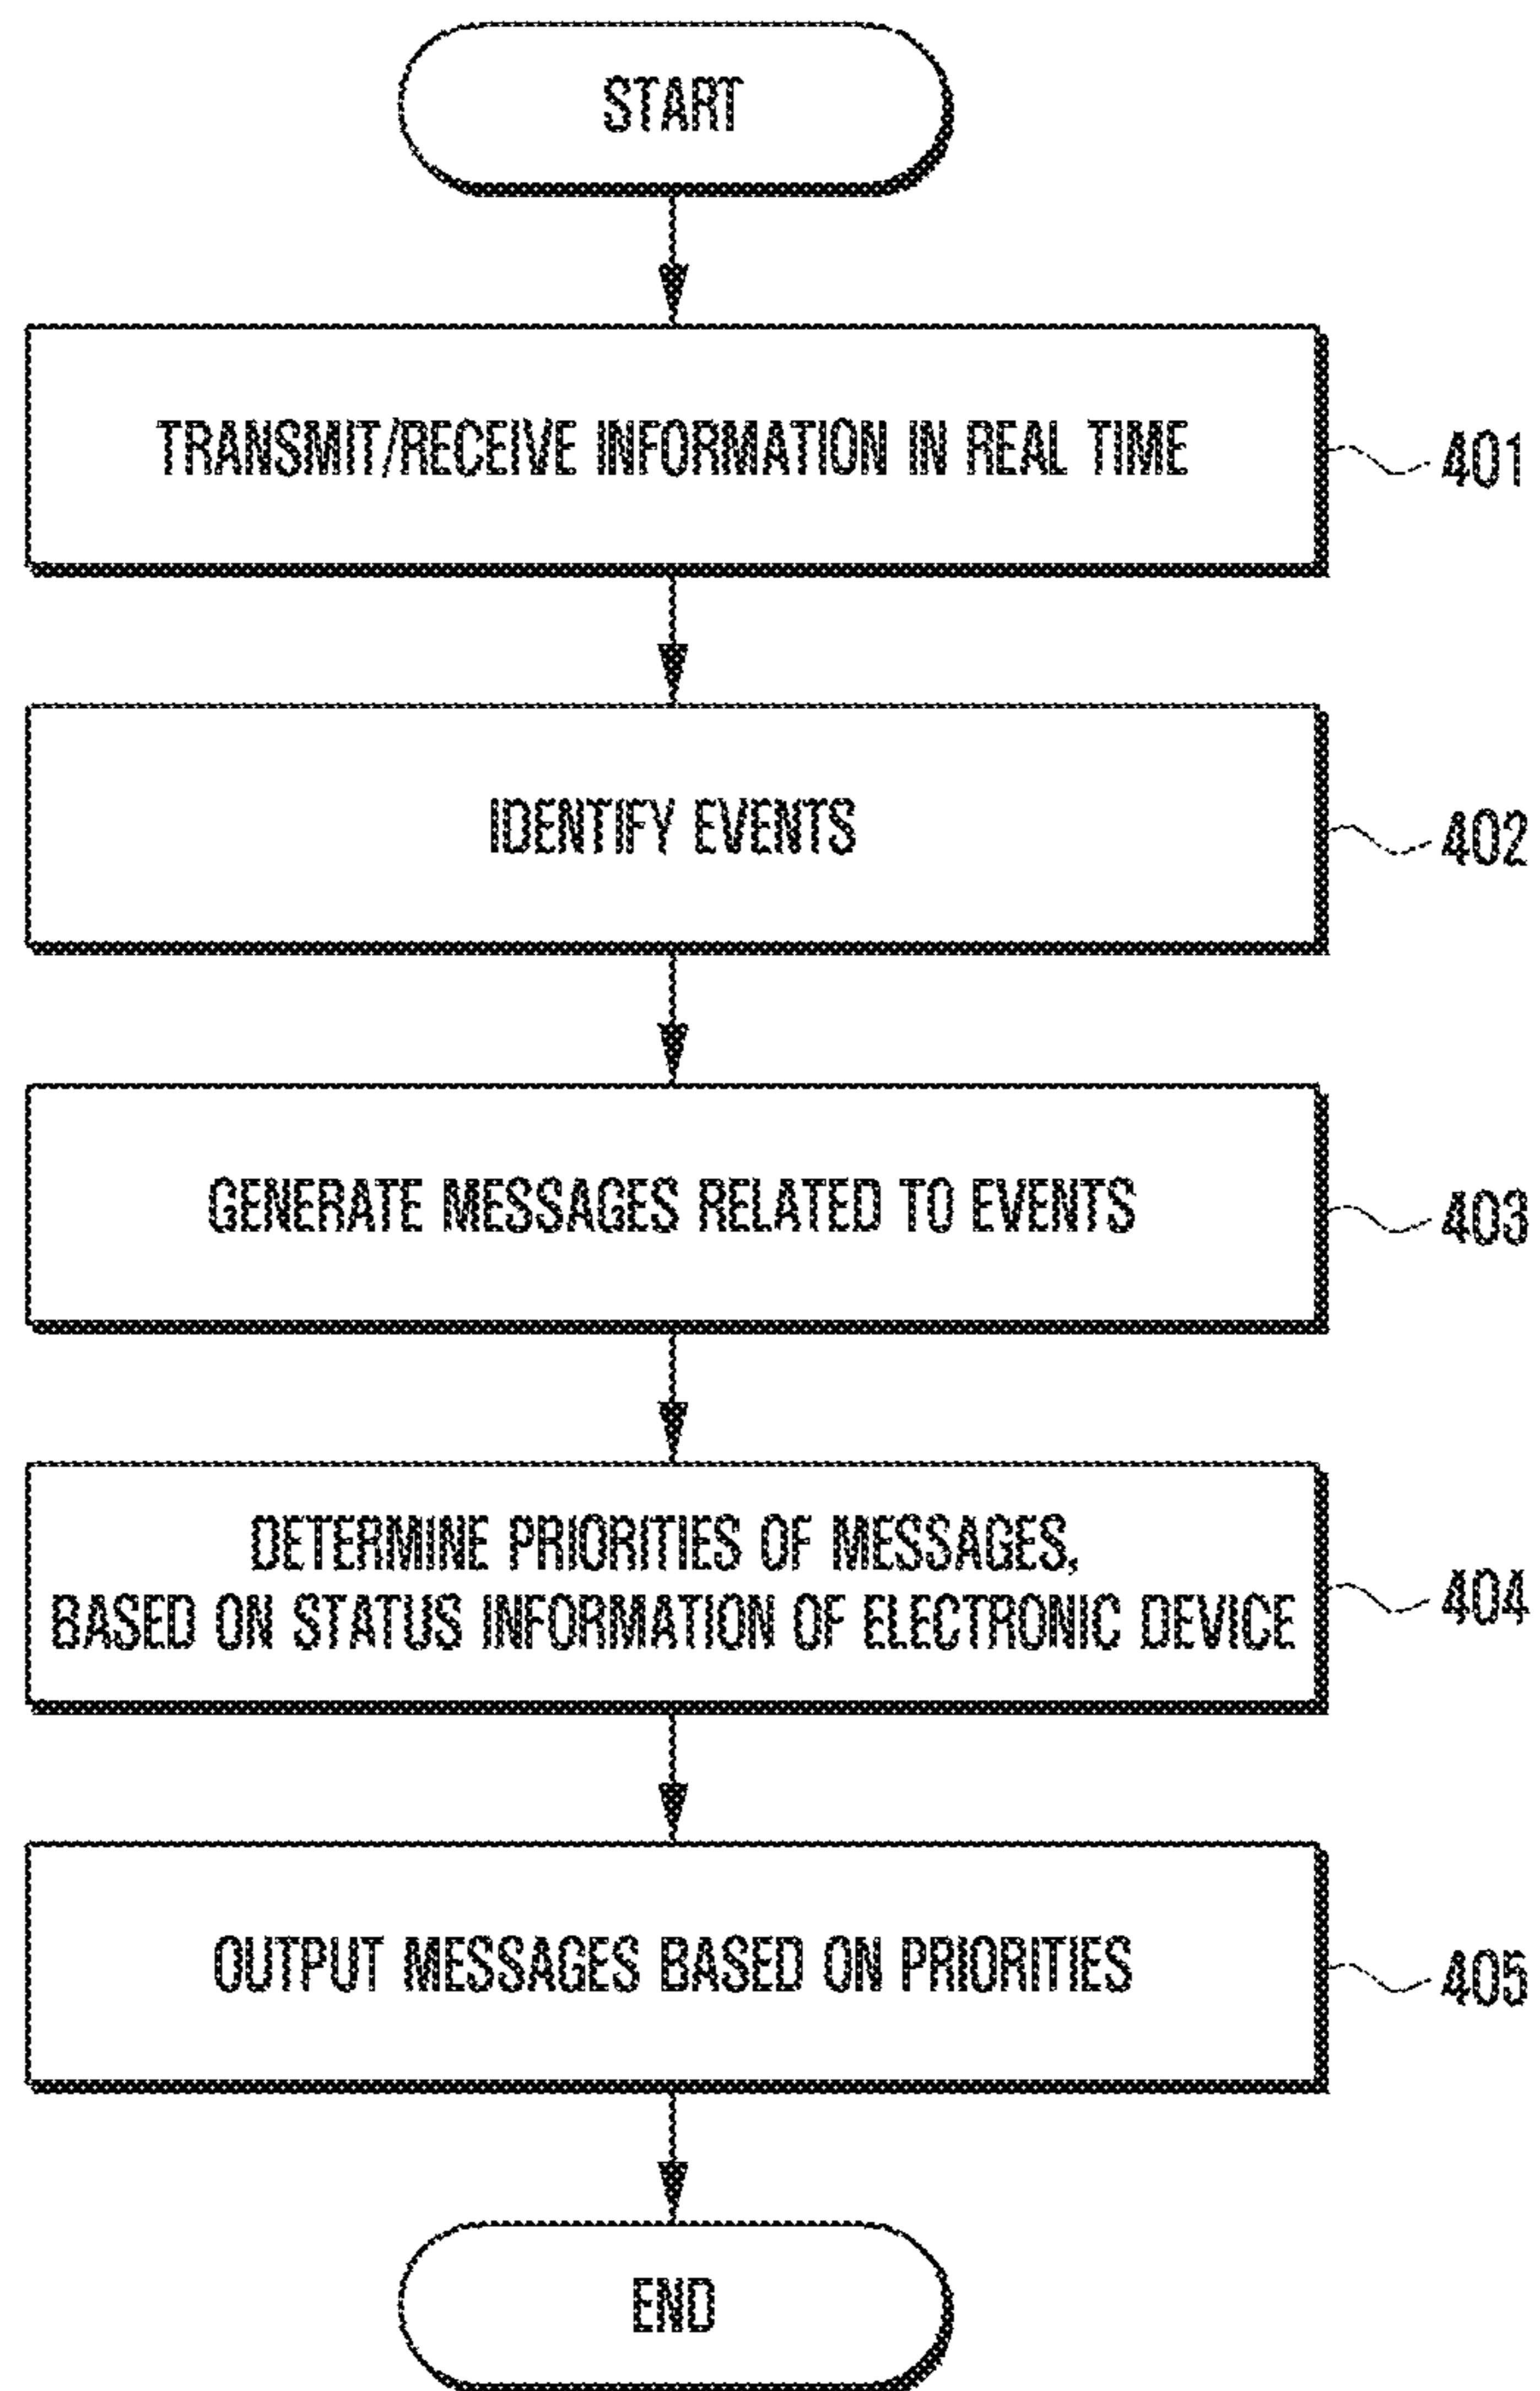 START
TRANSMIT/RECEIVE INFORMATION IN REAL TIME
401
IDENTIFY EVENTS
402
GENERATE MESSAGES RELATED TO EVENTS
403
DETERMINE PRIORITIES OF MESSAGES,
BASED ON STATUS INFORMATION OF ELECTRONIC DEVICE
404
OUTPUT MESSAGES BASED ON PRIORITIES
405
END